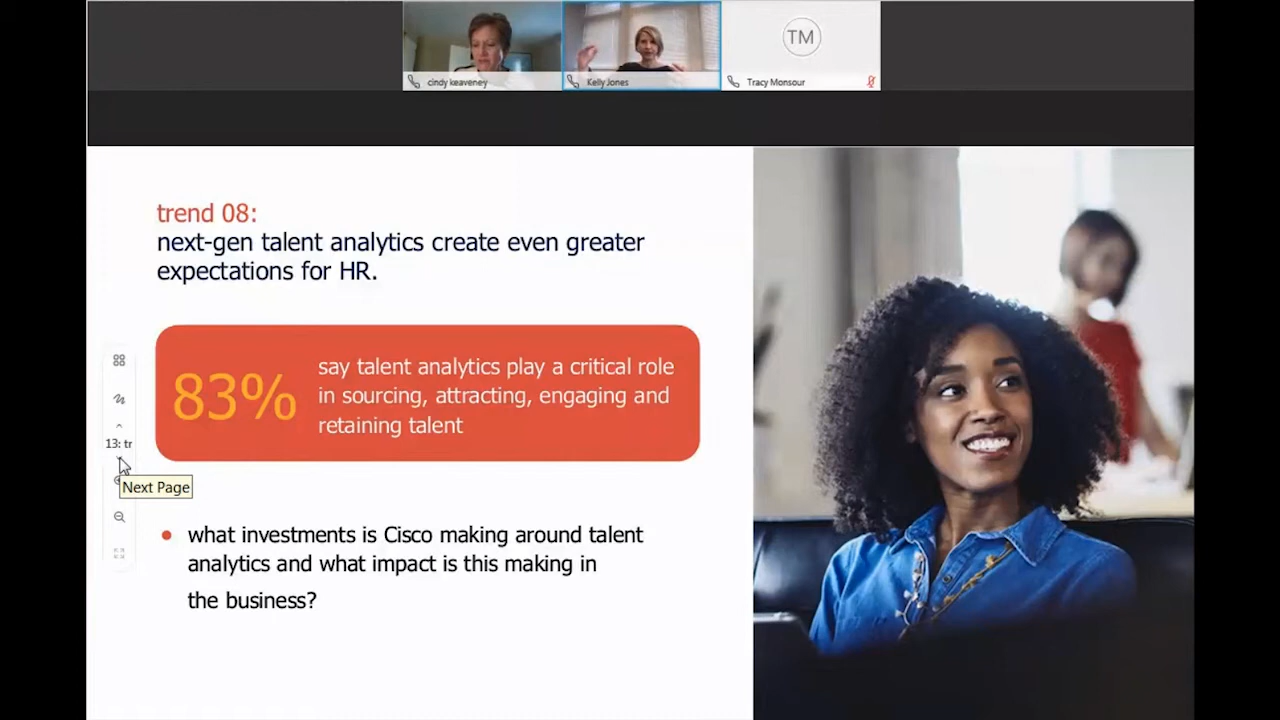 TM
cindy keaveney
Kelly Jones
Tracy Monsour
trend 08:
next-gen talent analytics create even greater
expectations for HR.
83%
say talent analytics play a critical role
in sourcing, attracting, engaging and
retaining talent
13: tr
Next Page
what investments is Cisco making around talent
analytics and what impact is this making in
the business?